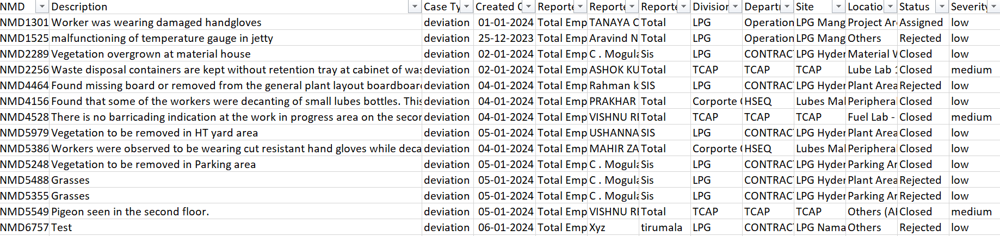 NMD Description Case Ty Created O Reporte Reporte Reporte Division Depart Site Locatio Status Severity
NMD1301 Worker was wearing damaged handgloves deviation 01-01-2024 Total Emp TANAYA C Total LPG Operation LPG Mang Project Ar Assigned low
NMD1525 malfunctioning of temperature gauge in jetty deviation 25-12-2023 Total Emp Aravind N Total LPG Operation LPG Mang Others Rejected low
NMD2289 Vegetation overgrown at material house deviation 02-01-2024 Total Emp C . Mogula Sis LPG CONTRACT LPG Hyder Material W Closed low
NMD2256 Waste disposal containers are kept without retention tray at cabinet of was deviation 02-01-2024 Total Emp ASHOK KU Total TCAP TCAP TCAP Lube Lab 1 Closed medium
NMD4464 Found missing board or removed from the general plant layout boardboard deviation 04-01-2024 Total Emp Rahman k SIS LPG CONTRACT LPG Hyder Plant Area Rejected low
NMD4156 Found that some of the workers were decanting of small lubes bottles. This deviation 04-01-2024 Total Emp PRAKHAR Total Corporte HSEQ Lubes Mal Peripheral Closed low
NMD4528 There is no barricading indication at the work in progress area on the secon deviation 04-01-2024 Total Emp VISHNU RE Total TCAP TCAP TCAP Fuel Lab - Closed medium
NMD5979 Vegetation to be removed in HT yard area deviation 05-01-2024 Total Emp USHANNA SIS LPG CONTRACT LPG Hyder Plant Area Closed low
NMD5386 Workers were observed to be wearing cut resistant hand gloves while deca deviation 04-01-2024 Total Emp MAHIR ZA Total Corporte HSEQ Lubes Mal Peripheral Closed low
NMD5248 Vegetation to be removed in Parking area deviation 05-01-2024 Total Emp C . Mogula Sis LPG CONTRACT LPG Hyder Parking Ar Closed low
NMD5488 Grasses deviation 05-01-2024 Total Emp C . Mogula Sis LPG CONTRACT LPG Hyder Plant Area Rejected low
NMD5355 Grasses deviation 05-01-2024 Total Emp C . Mogula Sis LPG CONTRACT LPG Hyder Parking Ar Rejected low
NMD5549 Pigeon seen in the second floor. deviation 05-01-2024 Total Emp VISHNU RE Total TCAP TCAP TCAP Others (A Closed medium
NMD6757 Test deviation 06-01-2024 Total Emp Xyz tirumala LPG CONTRACT LPG Nama Others Rejected low